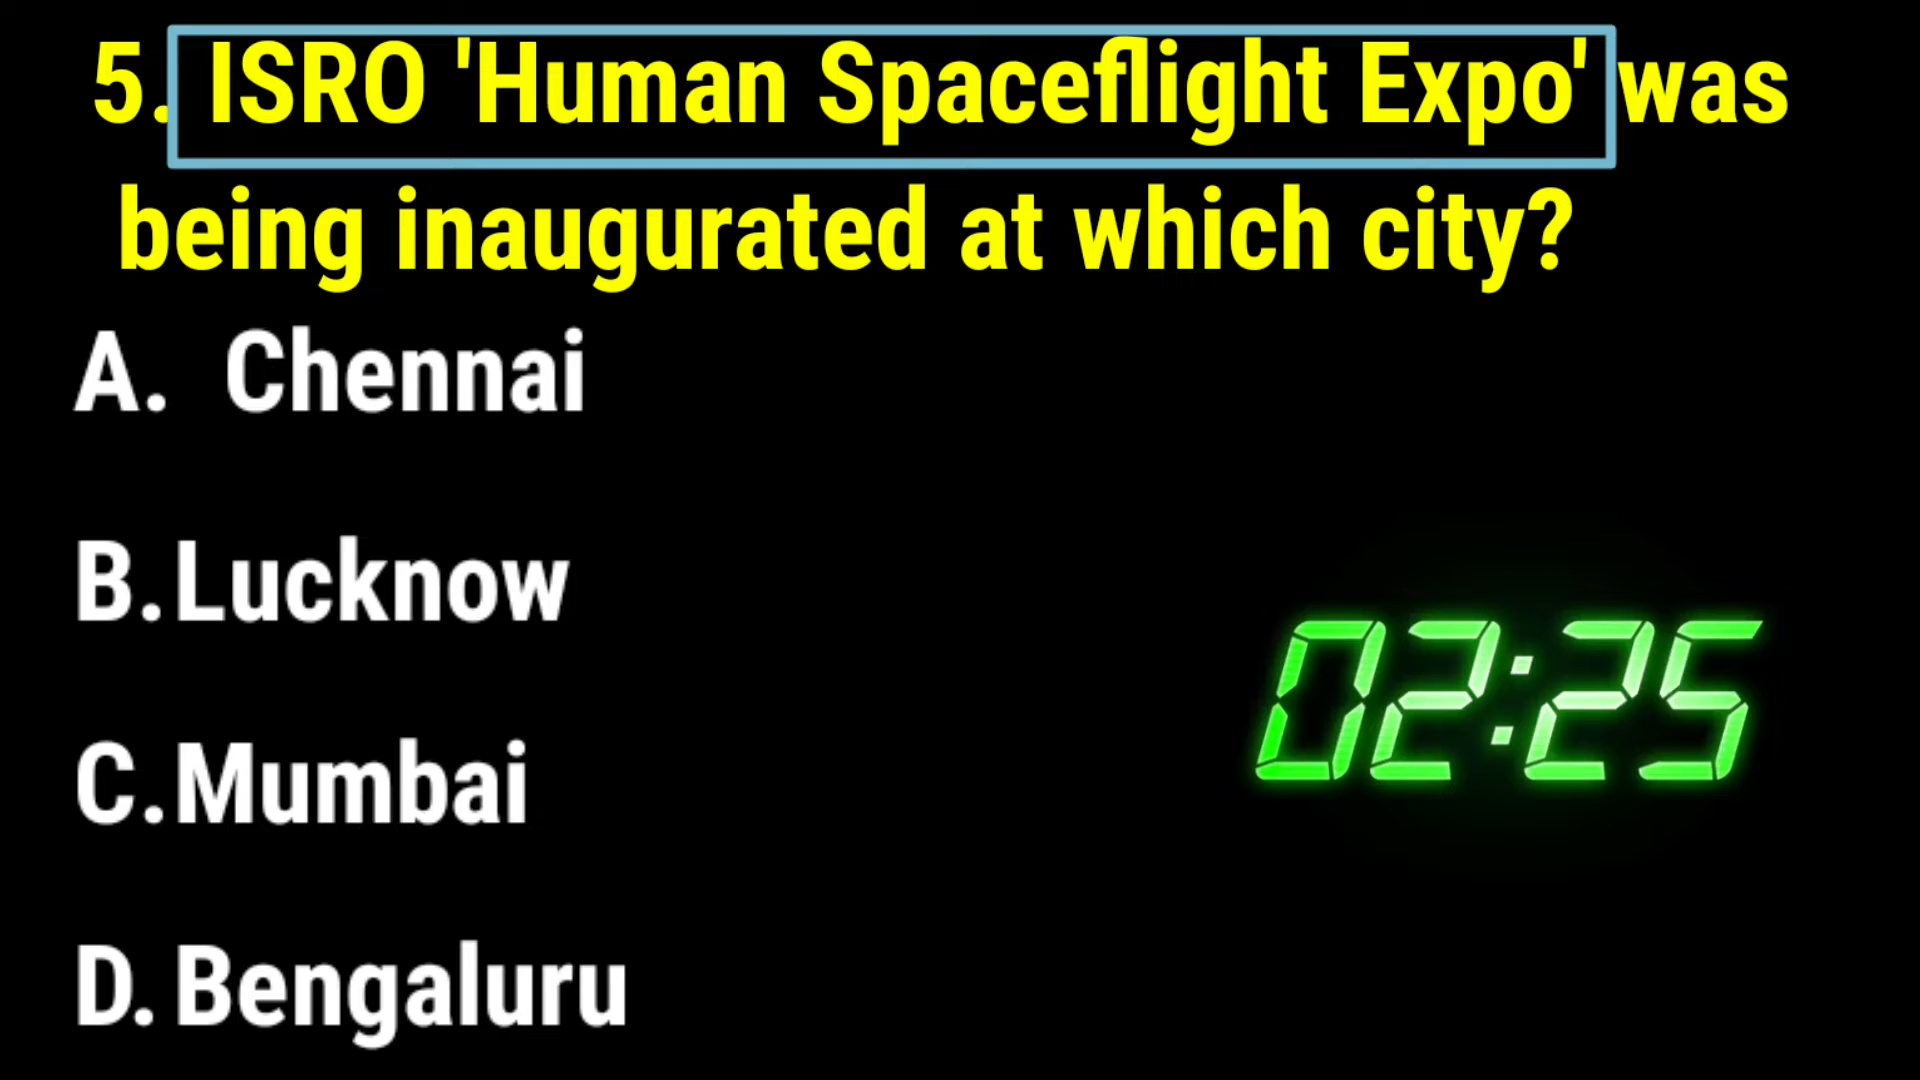 5. ISRO 'Human Spaceflight Expo' was
being inaugurated at which city?
A. Chennai
B. Lucknow
02:25
C. Mumbai
D. Bengaluru